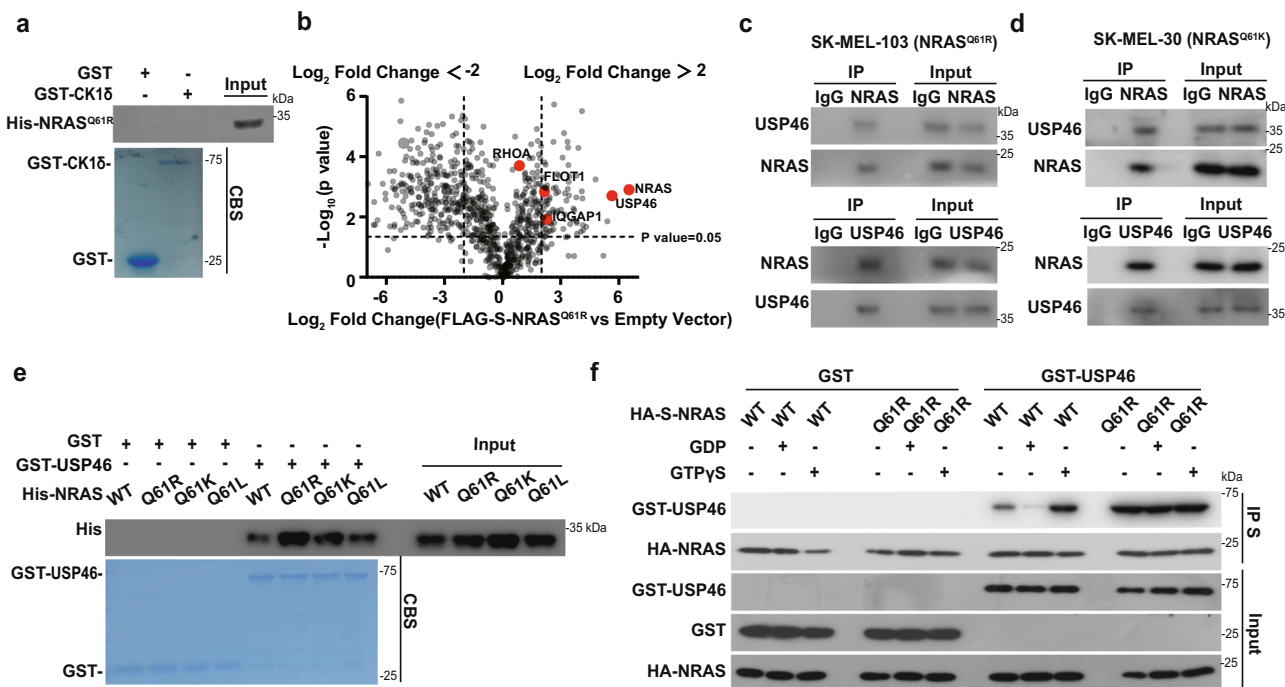 a
GST + -
GST-CK1δ - +
Input
kDa
His-NRASQ61R
-35
GST-CK1δ-
-75
CBS
GST-
-25
b
Log2 Fold Change < -2
Log2 Fold Change > 2
6
4
2
0
-Log10 (p value)
RHOA
FLOT1
NRAS
USP46
IQGAP1
P value=0.05
-6 -3 0 3 6
Log2 Fold Change(FLAG-S-NRASQ61R vs Empty Vector)
c
SK-MEL-103 (NRASQ61R)
IP Input
IgG NRAS IgG NRAS
kDa
USP46
-35
-25
NRAS
IP Input
IgG USP46 IgG USP46
-25
NRAS
USP46
-35
d
SK-MEL-30 (NRASQ61K)
IP Input
IgG NRAS IgG NRAS
kDa
USP46
-35
-25
NRAS
IP Input
IgG USP46 IgG USP46
-25
NRAS
USP46
-35
e
GST + + + + - - - -
GST-USP46 - - - - + + + +
Input
His-NRAS WT Q61R Q61K Q61L WT Q61R Q61K Q61L WT Q61R Q61K Q61L
His
-35 kDa
GST-USP46-
-75
CBS
GST-
-25
f
GST GST-USP46
HA-S-NRAS WT WT WT Q61R Q61R Q61R WT WT WT Q61R Q61R Q61R
GDP - + - - + - - + - - + -
GTPγS - - + - - + - - + - - +
kDa
GST-USP46
-75
IP S
HA-NRAS
-25
GST-USP46
-75
Input
GST
-25
HA-NRAS
-25